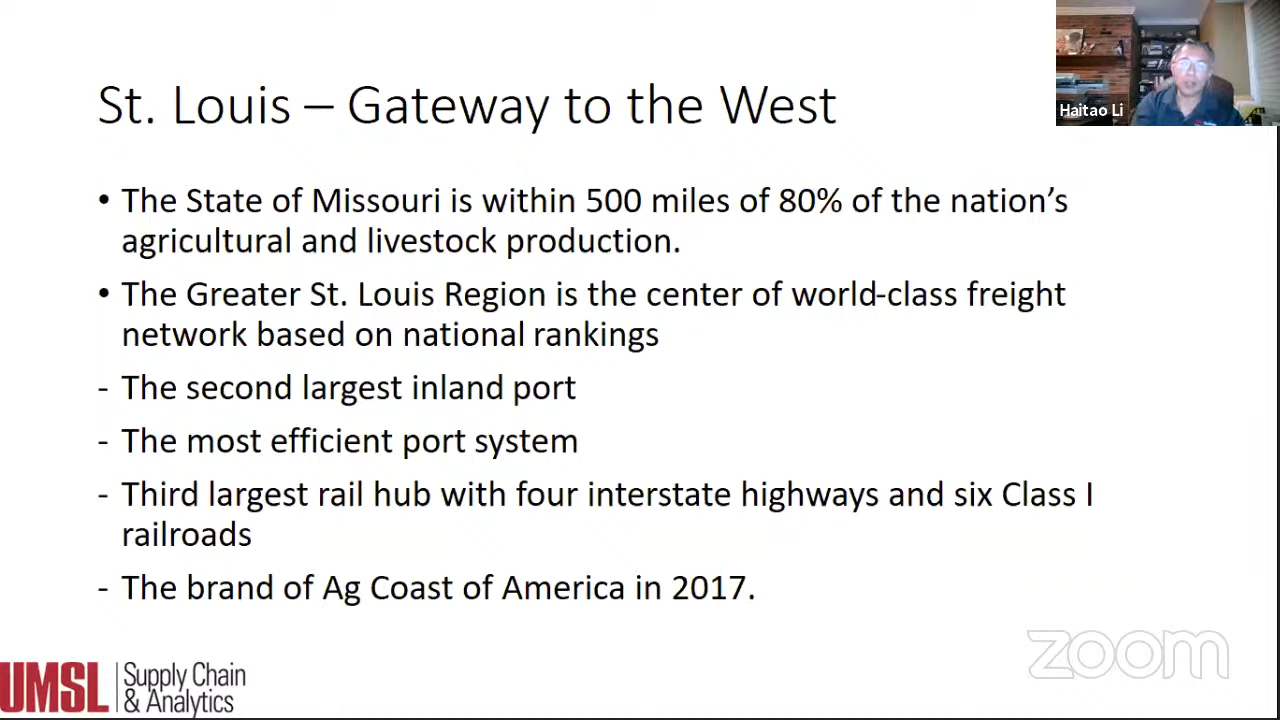 St. Louis – Gateway to the West
Haitao Li
• The State of Missouri is within 500 miles of 80% of the nation’s
agricultural and livestock production.
• The Greater St. Louis Region is the center of world-class freight
network based on national rankings
- The second largest inland port
- The most efficient port system
- Third largest rail hub with four interstate highways and six Class I
railroads
- The brand of Ag Coast of America in 2017.
zoom
UMSL | Supply Chain
& Analytics